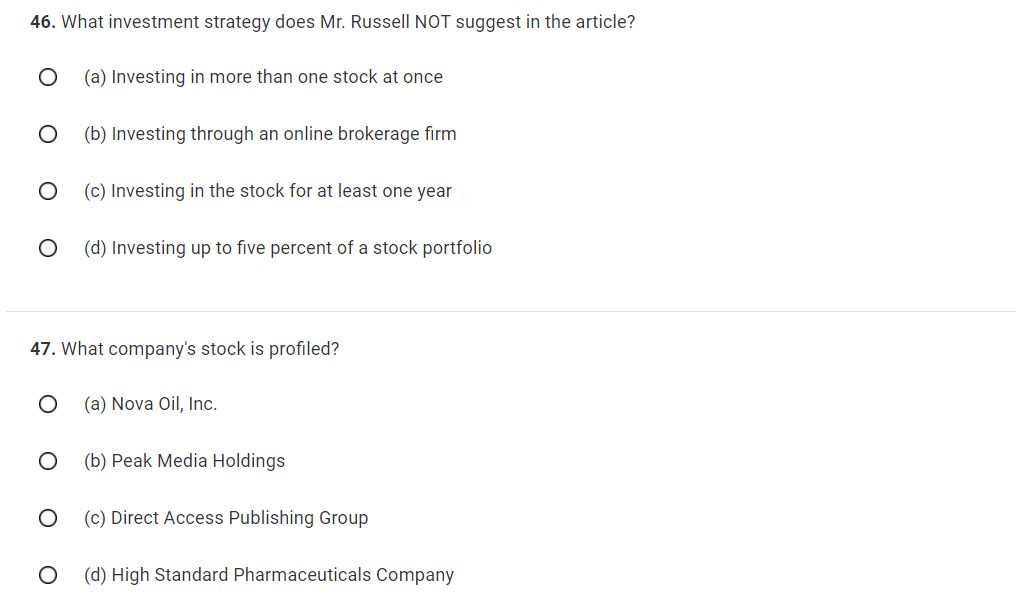 46. What investment strategy does Mr. Russell NOT suggest in the article?
(a) Investing in more than one stock at once
(b) Investing through an online brokerage firm
(c) Investing in the stock for at least one year
(d) Investing up to five percent of a stock portfolio
47. What company's stock is profiled?
(a) Nova Oil, Inc.
(b) Peak Media Holdings
(c) Direct Access Publishing Group
(d) High Standard Pharmaceuticals Company